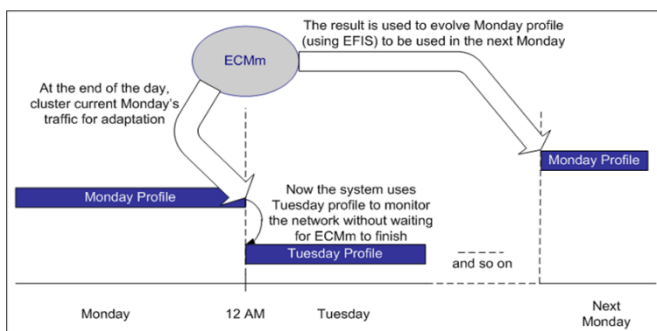 The result is used to evolve Monday profile
(using EFIS) to be used in the next Monday
ECMm
At the end of the day,
cluster current Monday's
traffic for adaptation
Monday Profile
Monday Profile
Now the system uses
Tuesday profile to monitor
the network without waiting
for ECMm to finish
Tuesday Profile
and so on
Monday
12 AM
Tuesday
Next
Monday